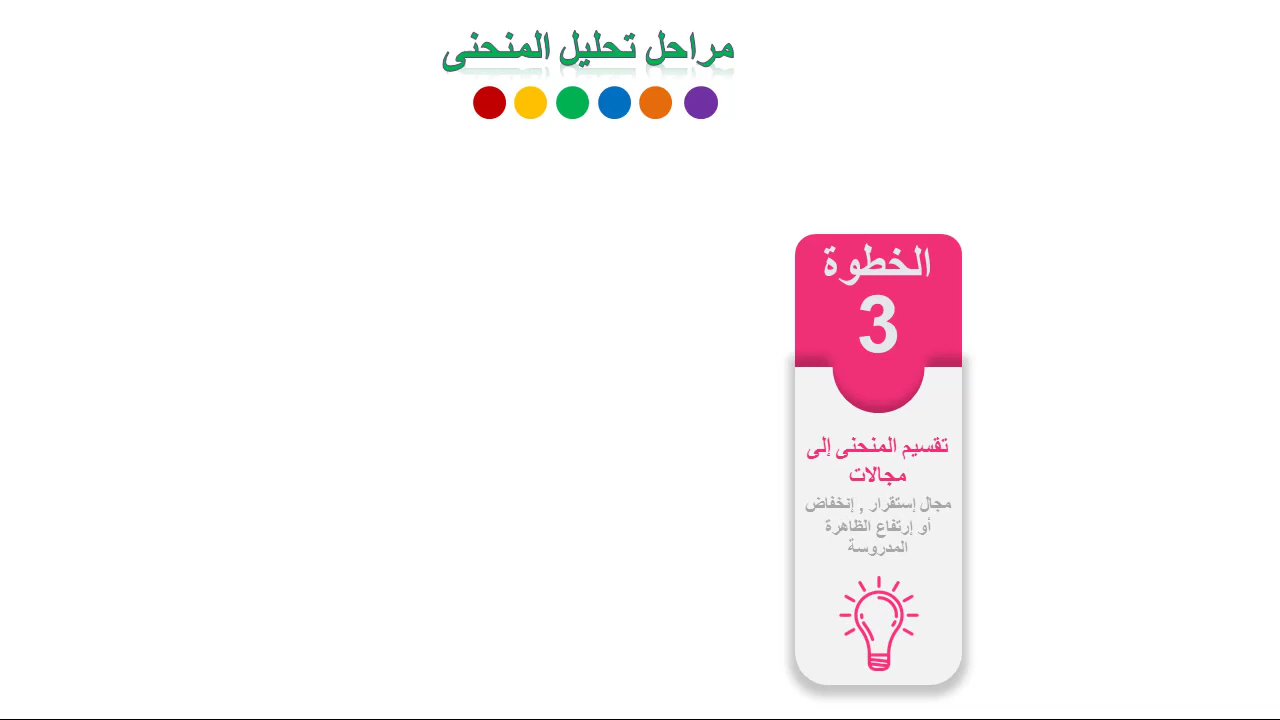 مراحل تحليل المنحنى
الخطوة
3
تقسيم المنحنى إلى
مجالات
مجال إستقرار , إنخفاض
أو إرتفاع الظاهرة
المدروسة